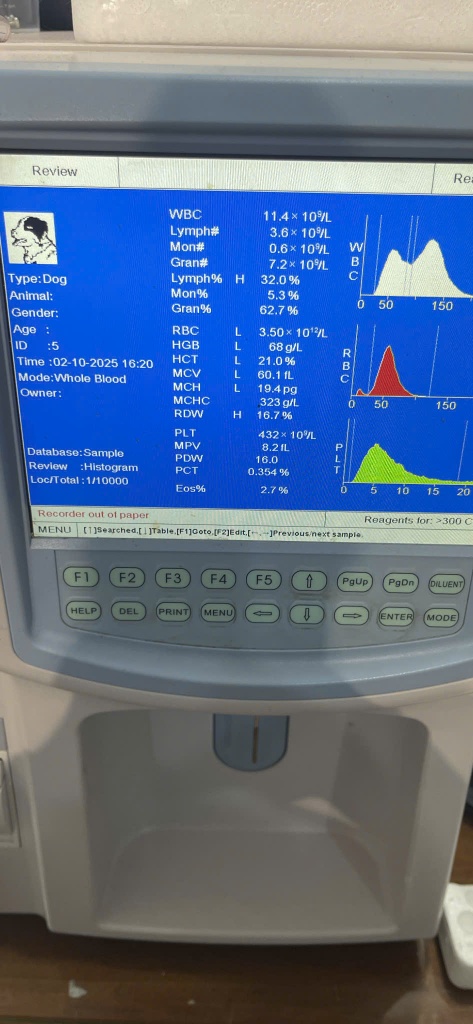 Review
Rea
WBC 11.4 × 10⁹/L
Lymph# 3.6 × 10⁹/L
Mon# 0.6 × 10⁹/L
Gran# 7.2 × 10⁹/L
Lymph% H 32.0 %
Mon% 5.3 %
Gran% 62.7 %
RBC L 3.50 × 10¹²/L
HGB L 68 g/L
HCT L 21.0 %
MCV L 60.1 fL
MCH L 19.4 pg
MCHC 323 g/L
RDW H 16.7 %
PLT 432 × 10⁹/L
MPV 8.2 fL
PDW 16.0
PCT 0.354 %
Eos% 2.7 %
Type:Dog
Animal:
Gender:
Age :
ID :5
Time :02-10-2025 16:20
Mode:Whole Blood
Owner:
Database:Sample
Review :Histogram
Loc/Total :1/10000
WBC
0 50 150
RBC
0 50 150
PLT
0 5 10 20
Recorder out of paper
Reagents for: >300 C
MENU [↑]Searched,[↓]Table,[F1]Goto,[F2]Edit,[←,→]Previous/next sample.
F1 F2 F3 F4 F5 ⇧ PgUp PgDn DILUENT
HELP DEL PRINT MENU ⇦ ⇩ ⇨ ENTER MODE